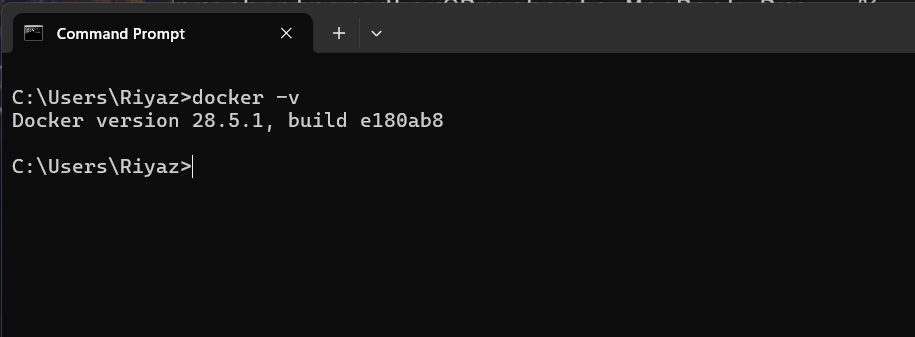 Command Prompt
C:\Users\Riyaz>docker -v
Docker version 28.5.1, build e180ab8
C:\Users\Riyaz>